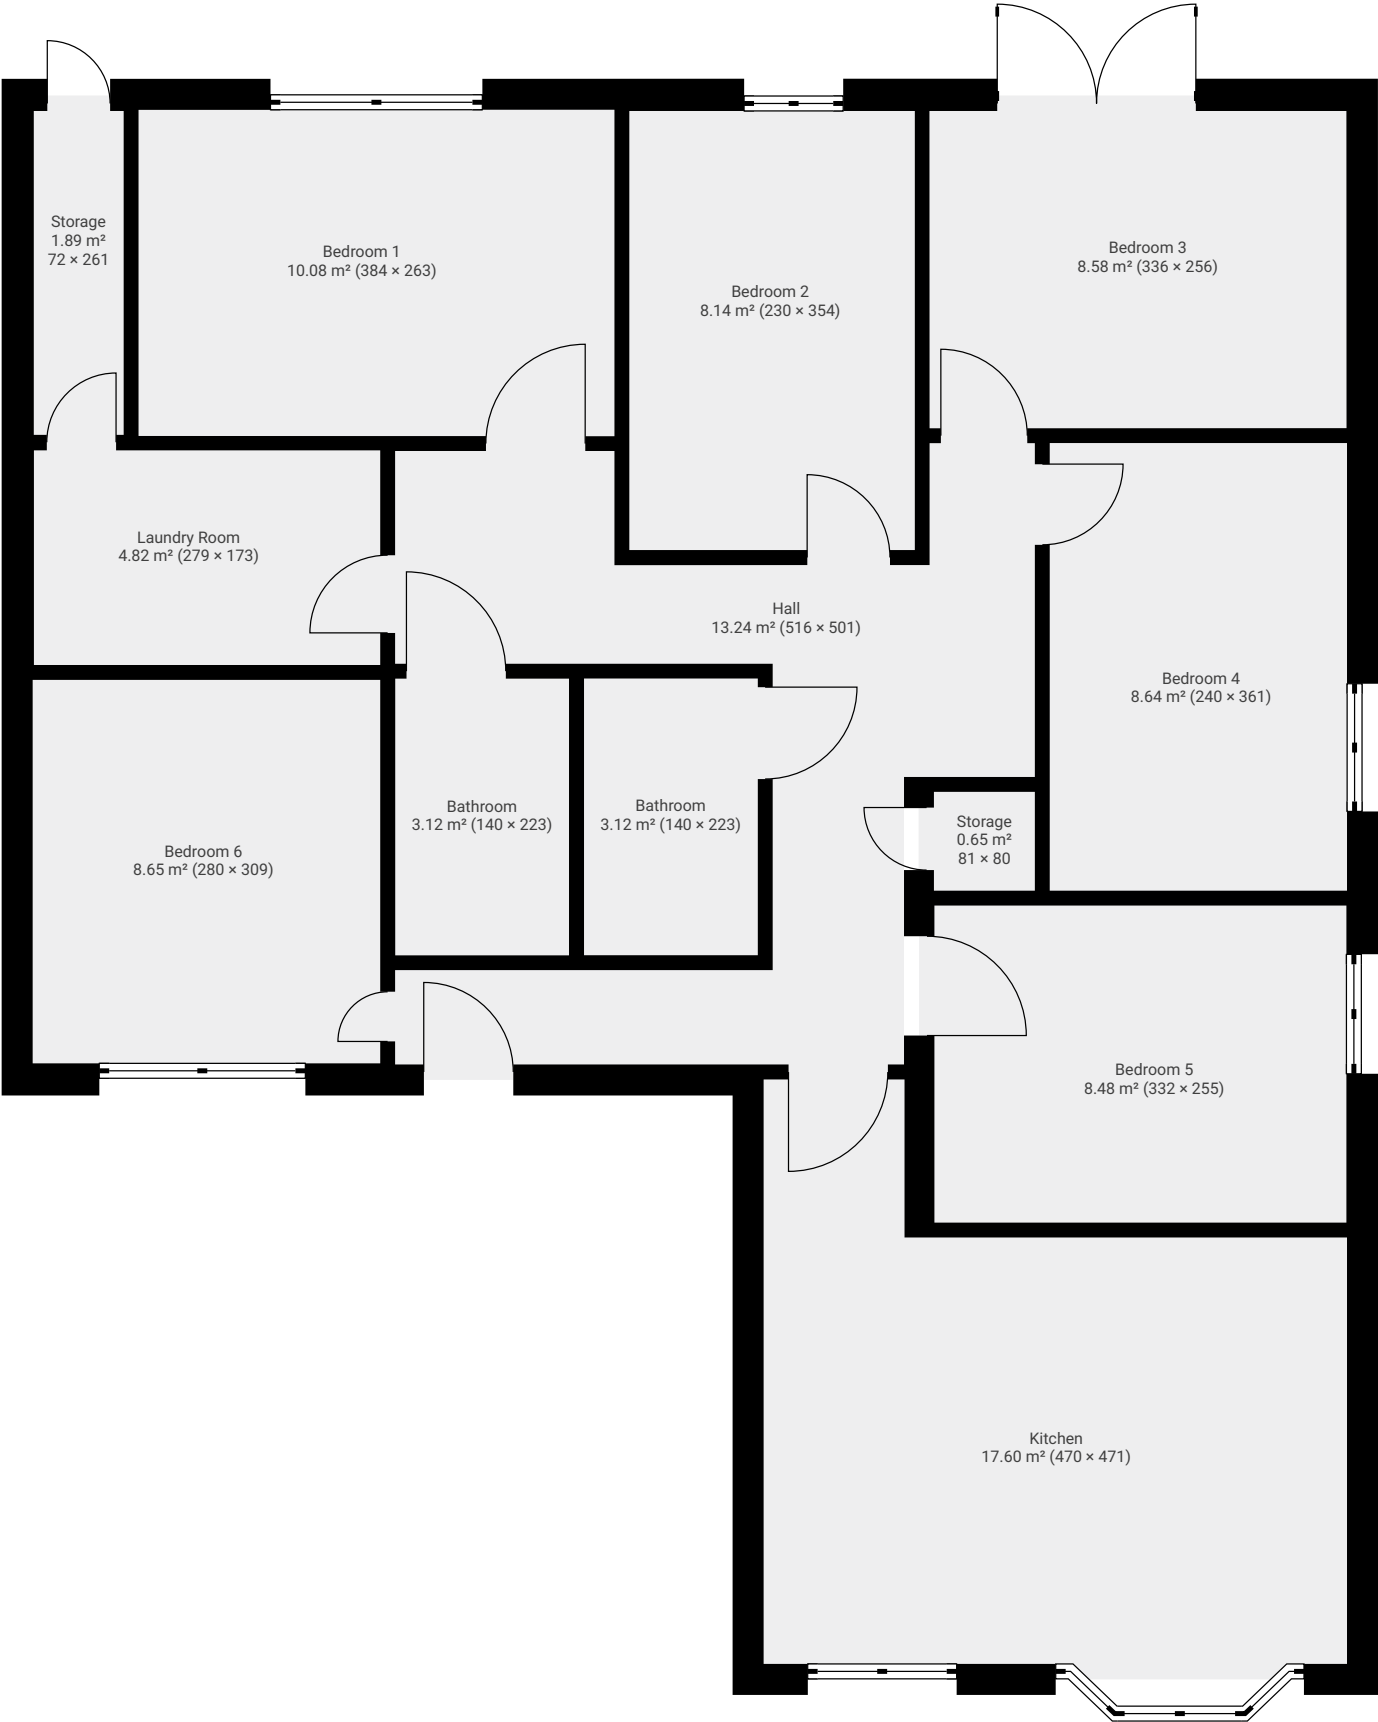 Storage
1.89 m²
72 × 261
Bedroom 1
10.08 m² (384 × 263)
Bedroom 2
8.14 m² (230 × 354)
Bedroom 3
8.58 m² (336 × 256)
Laundry Room
4.82 m² (279 × 173)
Hall
13.24 m² (516 × 501)
Bedroom 4
8.64 m² (240 × 361)
Bedroom 6
8.65 m² (280 × 309)
Bathroom
3.12 m² (140 × 223)
Bathroom
3.12 m² (140 × 223)
Storage
0.65 m²
81 × 80
Bedroom 5
8.48 m² (332 × 255)
Kitchen
17.60 m² (470 × 471)